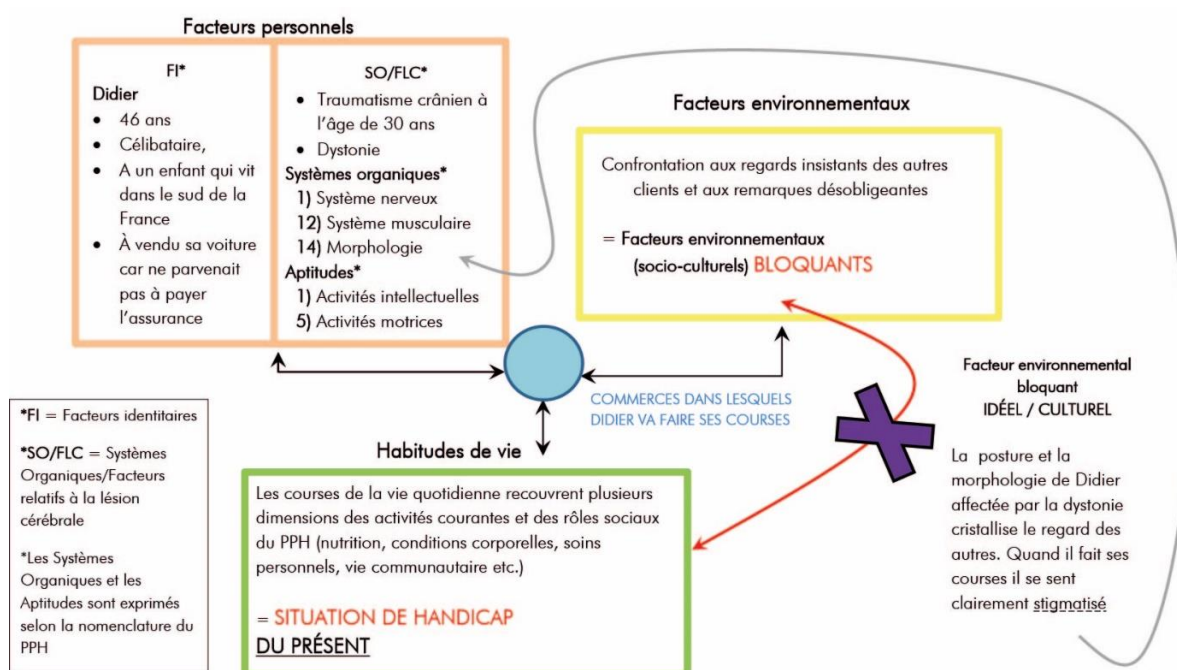 Facteurs personnels
FI*
Didier
• 46 ans
• Célibataire,
• A un enfant qui vit
dans le sud de la
France
• À vendu sa voiture
car ne parvenait
pas à payer
l'assurance
SO/FLC*
• Traumatisme crânien à
l'âge de 30 ans
• Dystonie
Systèmes organiques*
1) Système nerveux
12) Système musculaire
14) Morphologie
Aptitudes*
1) Activités intellectuelles
5) Activités motrices
Facteurs environnementaux
Confrontation aux regards insistants des autres
clients et aux remarques désobligeantes
= Facteurs environnementaux
(socio-culturels) BLOQUANTS
COMMERCES DANS LESQUELS
DIDIER VA FAIRE SES COURSES
Facteur environnemental
bloquant
IDÉEL / CULTUREL
La posture et la
morphologie de Didier
affectée par la dystonie
cristallise le regard des
autres. Quand il fait ses
courses il se sent
clairement stigmatisé
*FI = Facteurs identitaires
*SO/FLC = Systèmes
Organiques/Facteurs
relatifs à la lésion
cérébrale
*Les Systèmes
Organiques et les
Aptitudes sont exprimés
selon la nomenclature du
PPH
Habitudes de vie
Les courses de la vie quotidienne recouvrent plusieurs
dimensions des activités courantes et des rôles sociaux
du PPH (nutrition, conditions corporelles, soins
personnels, vie communautaire etc.)
= SITUATION DE HANDICAP
DU PRÉSENT